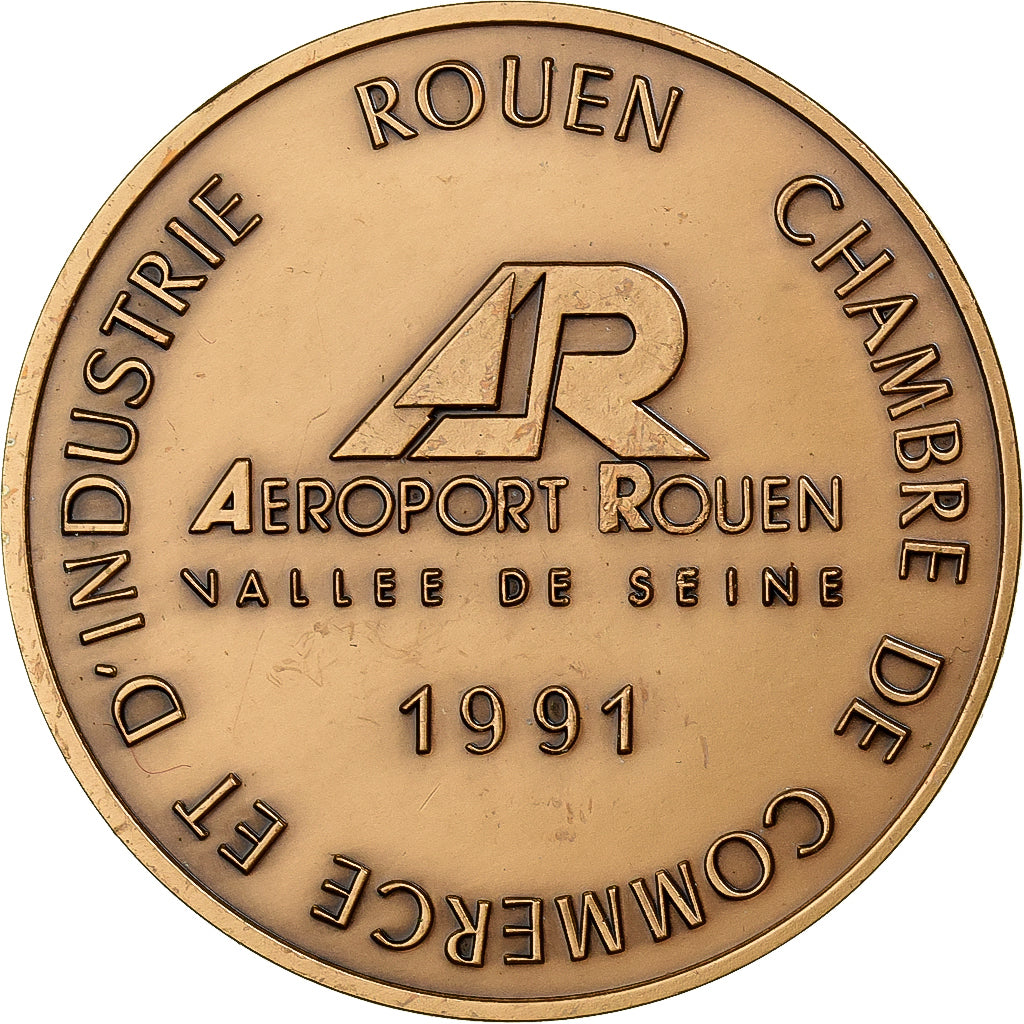 ROUEN CHAMBRE DE COMMERCE ET D'INDUSTRIE
AR
AEROPORT ROUEN
VALLEE DE SEINE
1991